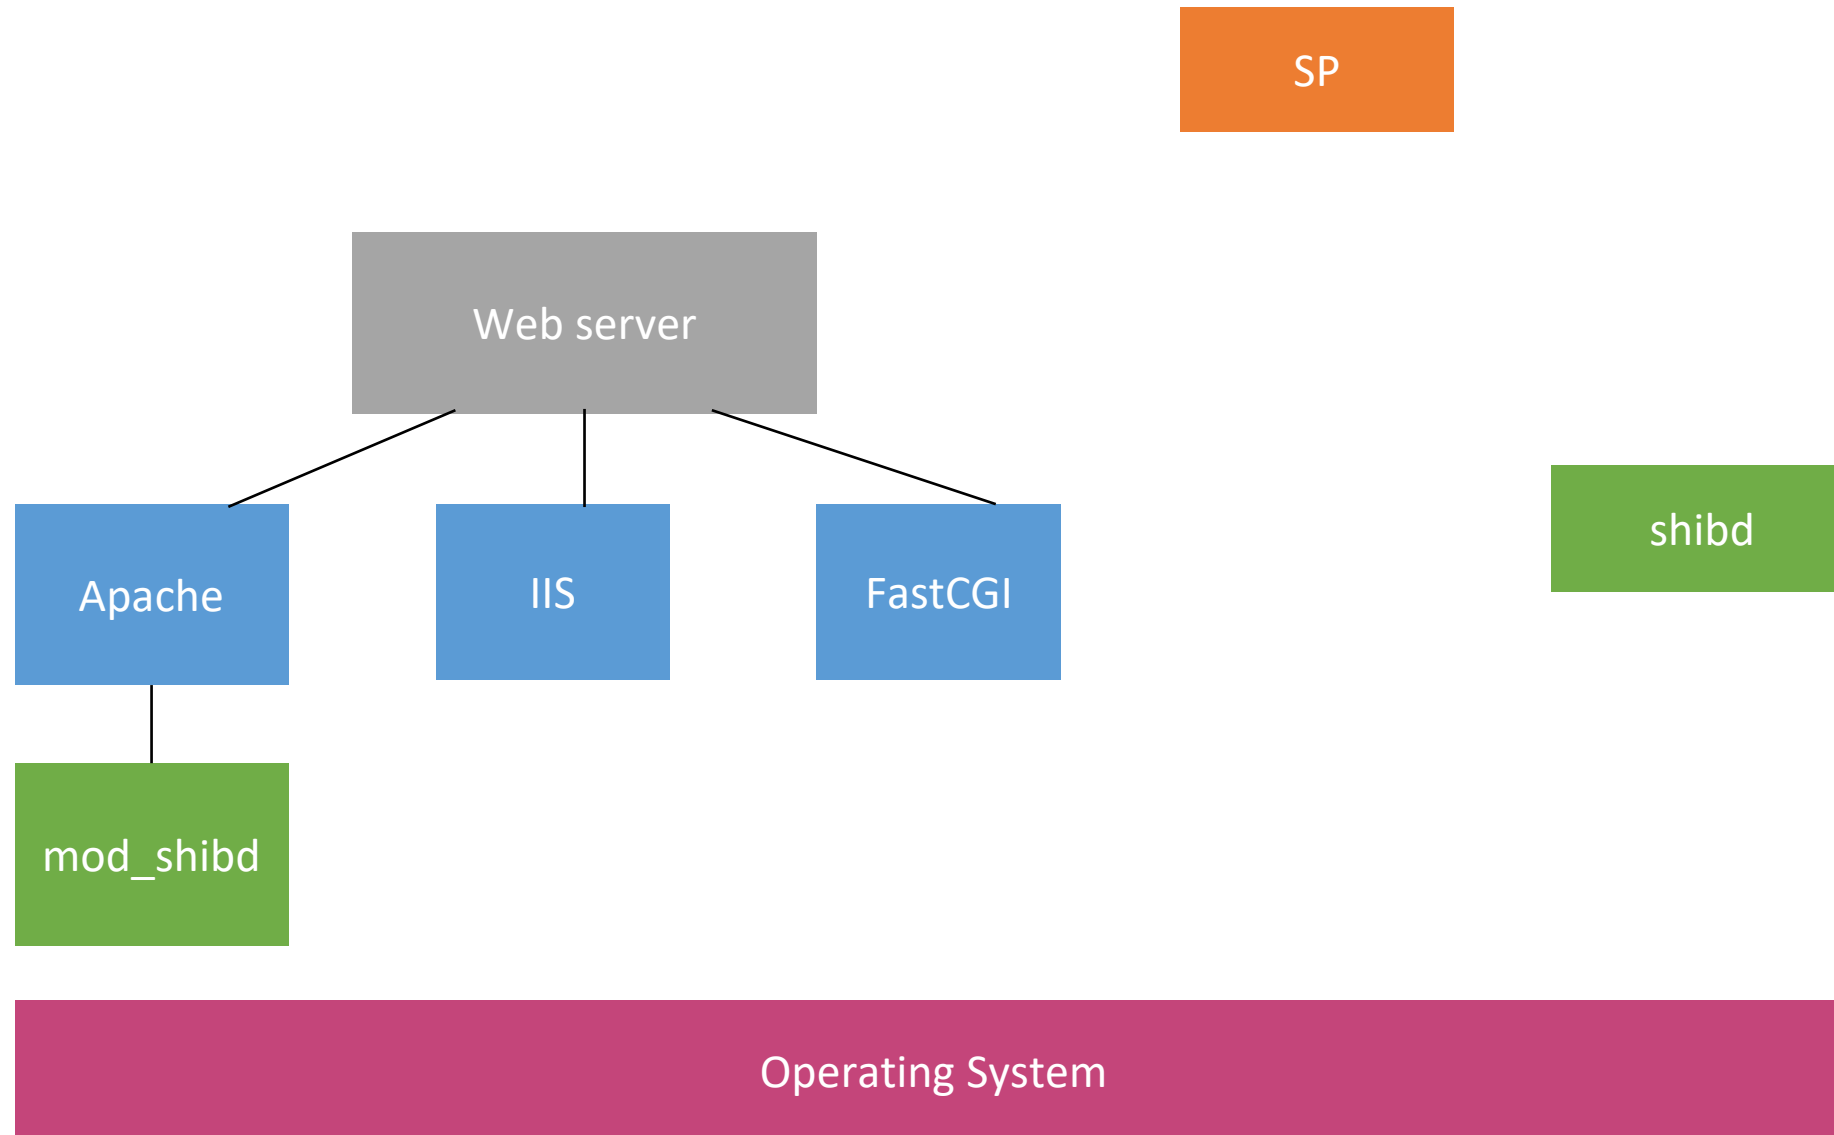 SP
Web server
shibd
Apache
IIS
FastCGI
mod_shibd
Operating System